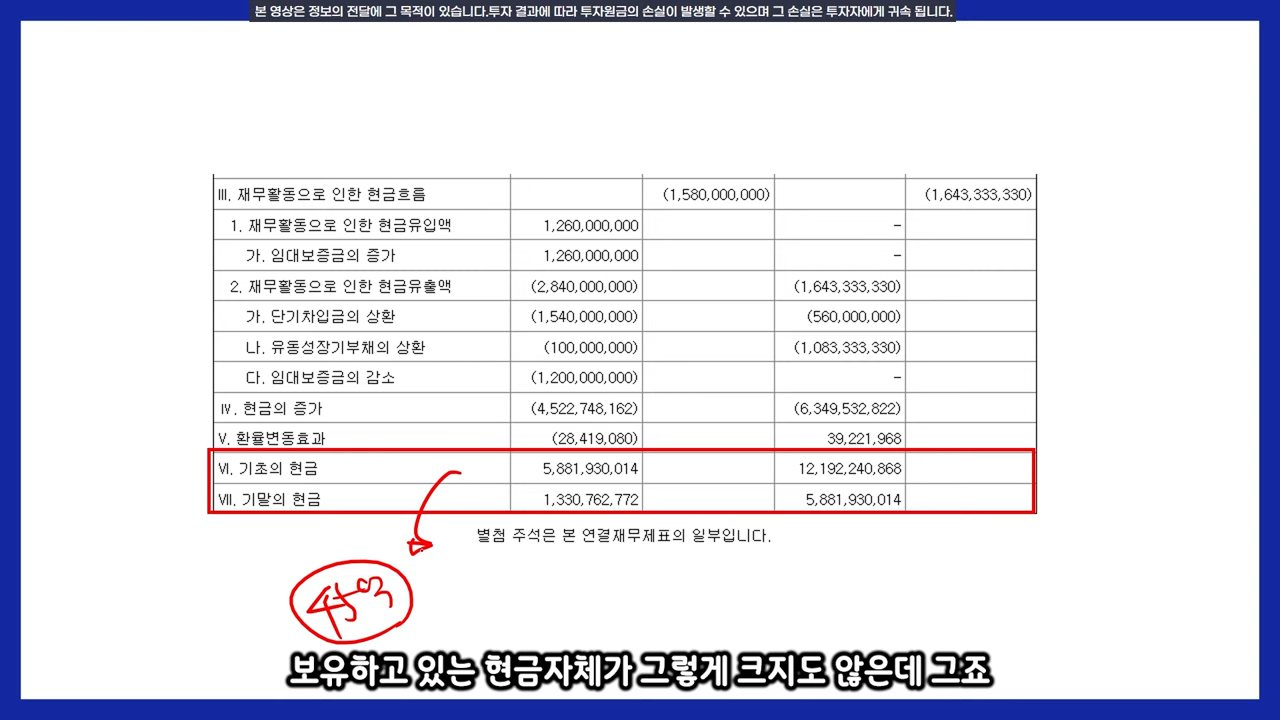 본 영상은 정보의 전달에 그 목적이 있습니다.투자 결과에 따라 투자원금의 손실이 발생할 수 있으며 그 손실은 투자자에게 귀속 됩니다.
Ⅲ. 재무활동으로 인한 현금흐름 (1,580,000,000) (1,643,333,330)
1. 재무활동으로 인한 현금유입액 1,260,000,000 -
가. 임대보증금의 증가 1,260,000,000 -
2. 재무활동으로 인한 현금유출액 (2,840,000,000) (1,643,333,330)
가. 단기차입금의 상환 (1,540,000,000) (560,000,000)
나. 유동성장기부채의 상환 (100,000,000) (1,083,333,330)
다. 임대보증금의 감소 (1,200,000,000) -
Ⅳ. 현금의 증가 (4,522,748,162) (6,349,532,822)
Ⅴ. 환율변동효과 (28,419,080) 39,221,968
Ⅵ. 기초의 현금 5,881,930,014 12,192,240,868
Ⅶ. 기말의 현금 1,330,762,772 5,881,930,014
별첨 주석은 본 연결재무제표의 일부입니다.
보유하고 있는 현금자체가 그렇게 크지도 않은데 그죠